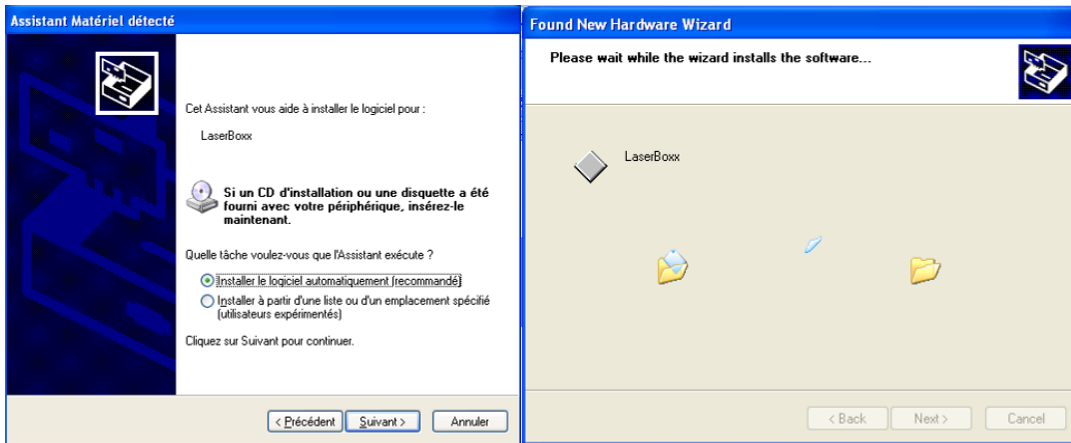 Assistant Matériel détecté
Cet Assistant vous aide à installer le logiciel pour :
LaserBoxx
Si un CD d'installation ou une disquette a été
fourni avec votre périphérique, insérez-le
maintenant.
Quelle tâche voulez-vous que l'Assistant exécute ?
Installer le logiciel automatiquement (recommandé)
Installer à partir d'une liste ou d'un emplacement spécifié
(utilisateurs expérimentés)
Cliquez sur Suivant pour continuer.
< Précédent
Suivant >
Annuler
Found New Hardware Wizard
Please wait while the wizard installs the software...
LaserBoxx
< Back
Next >
Cancel